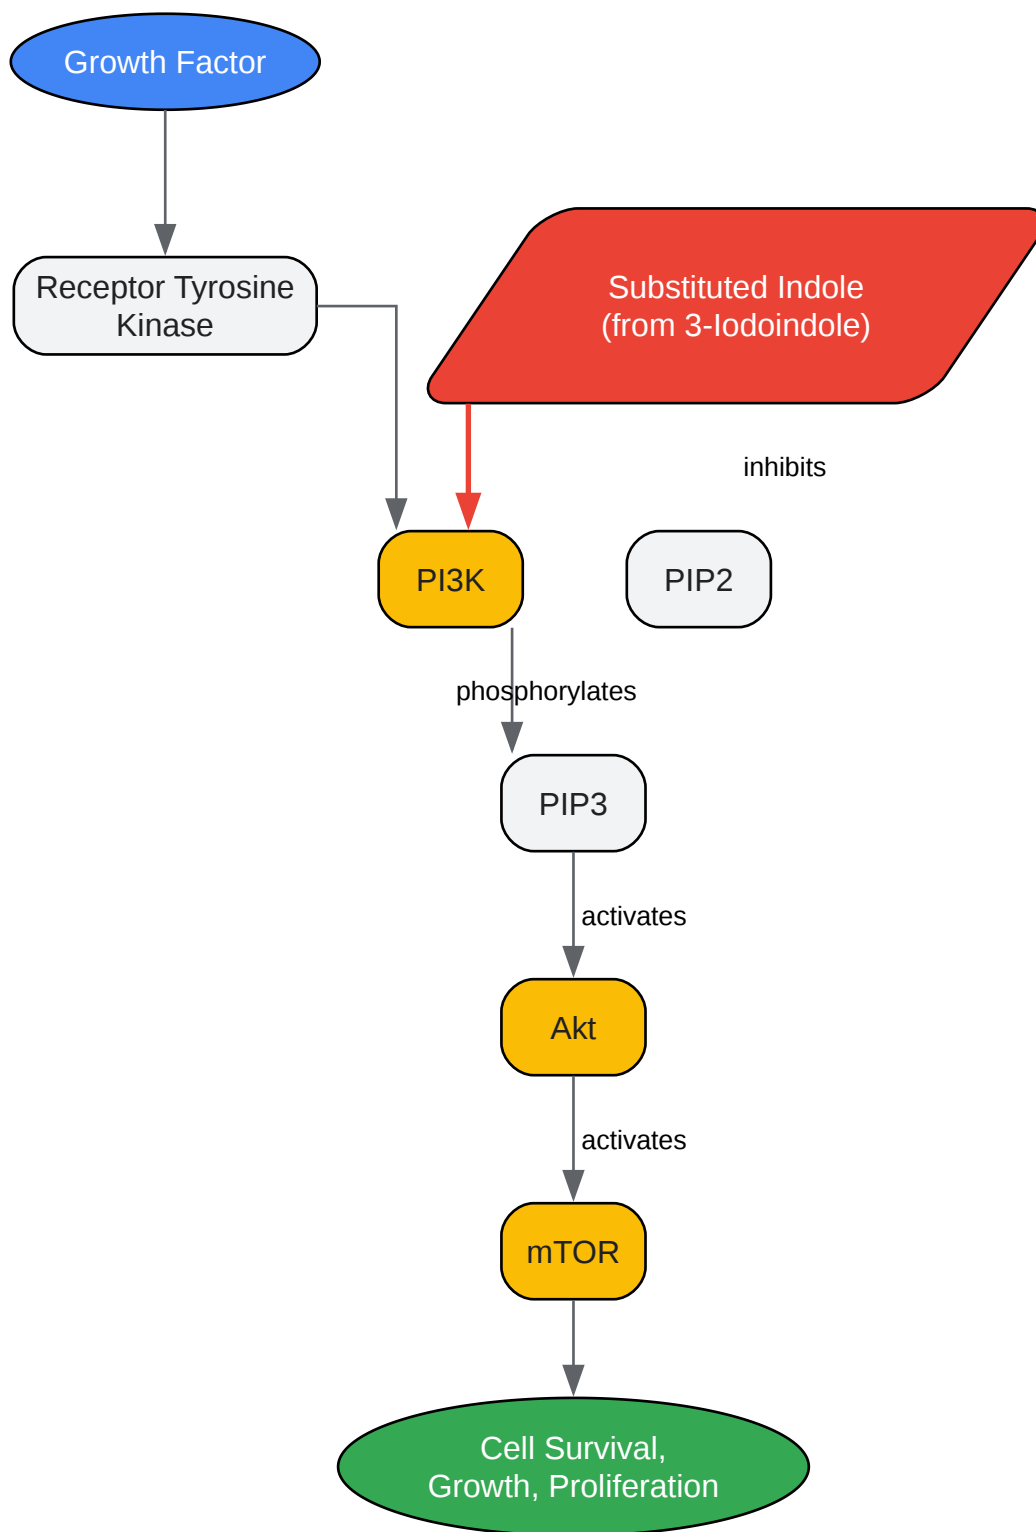 Growth Factor
Receptor Tyrosine
Kinase
Substituted Indole
(from 3-Iodoindole)
inhibits
PI3K
PIP2
phosphorylates
PIP3
activates
Akt
activates
mTOR
Cell Survival,
Growth, Proliferation